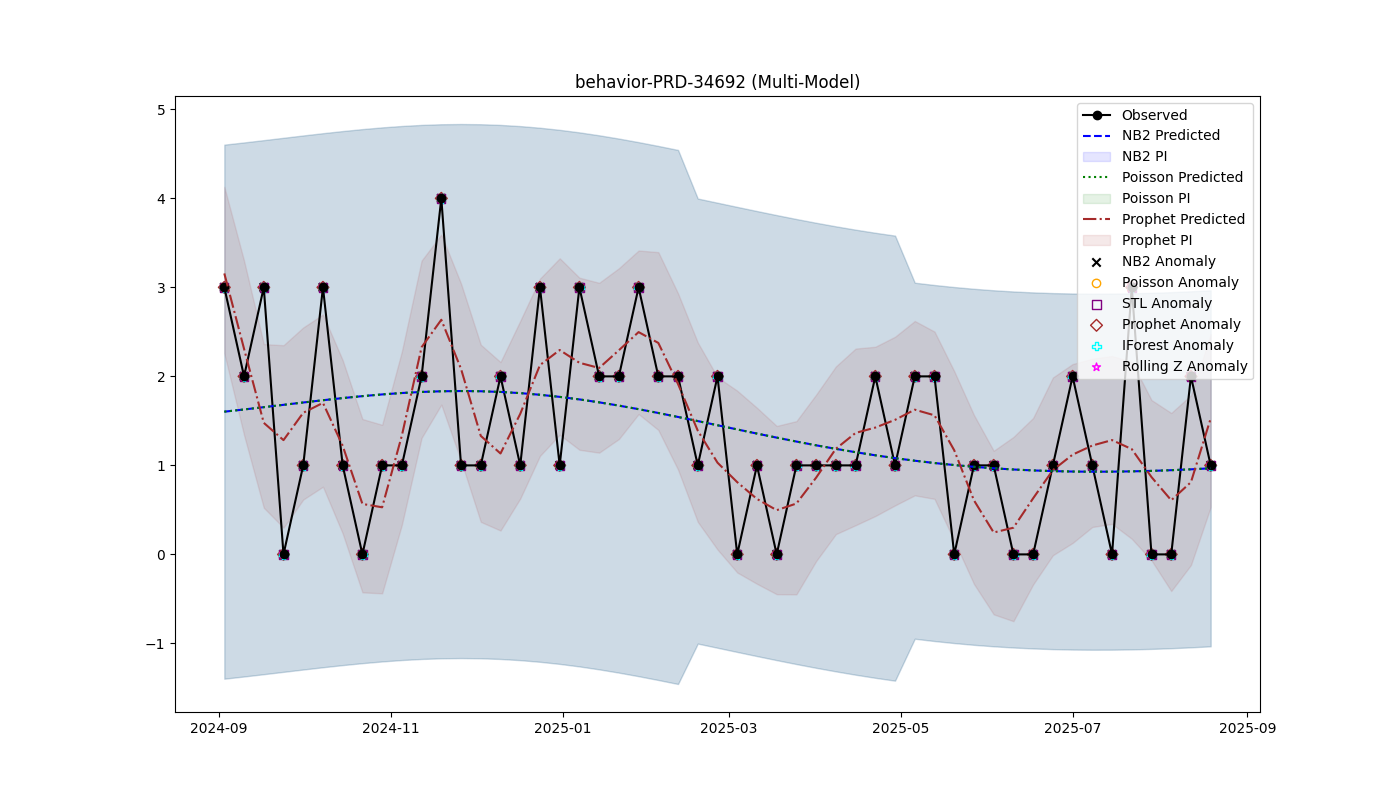 behavior-PRD-34692 (Multi-Model)
5
4
3
2
1
0
−1
Observed
NB2 Predicted
NB2 PI
Poisson Predicted
Poisson PI
Prophet Predicted
Prophet PI
NB2 Anomaly
Poisson Anomaly
STL Anomaly
Prophet Anomaly
IForest Anomaly
Rolling Z Anomaly
2024-09 2024-11 2025-01 2025-03 2025-05 2025-07 2025-09